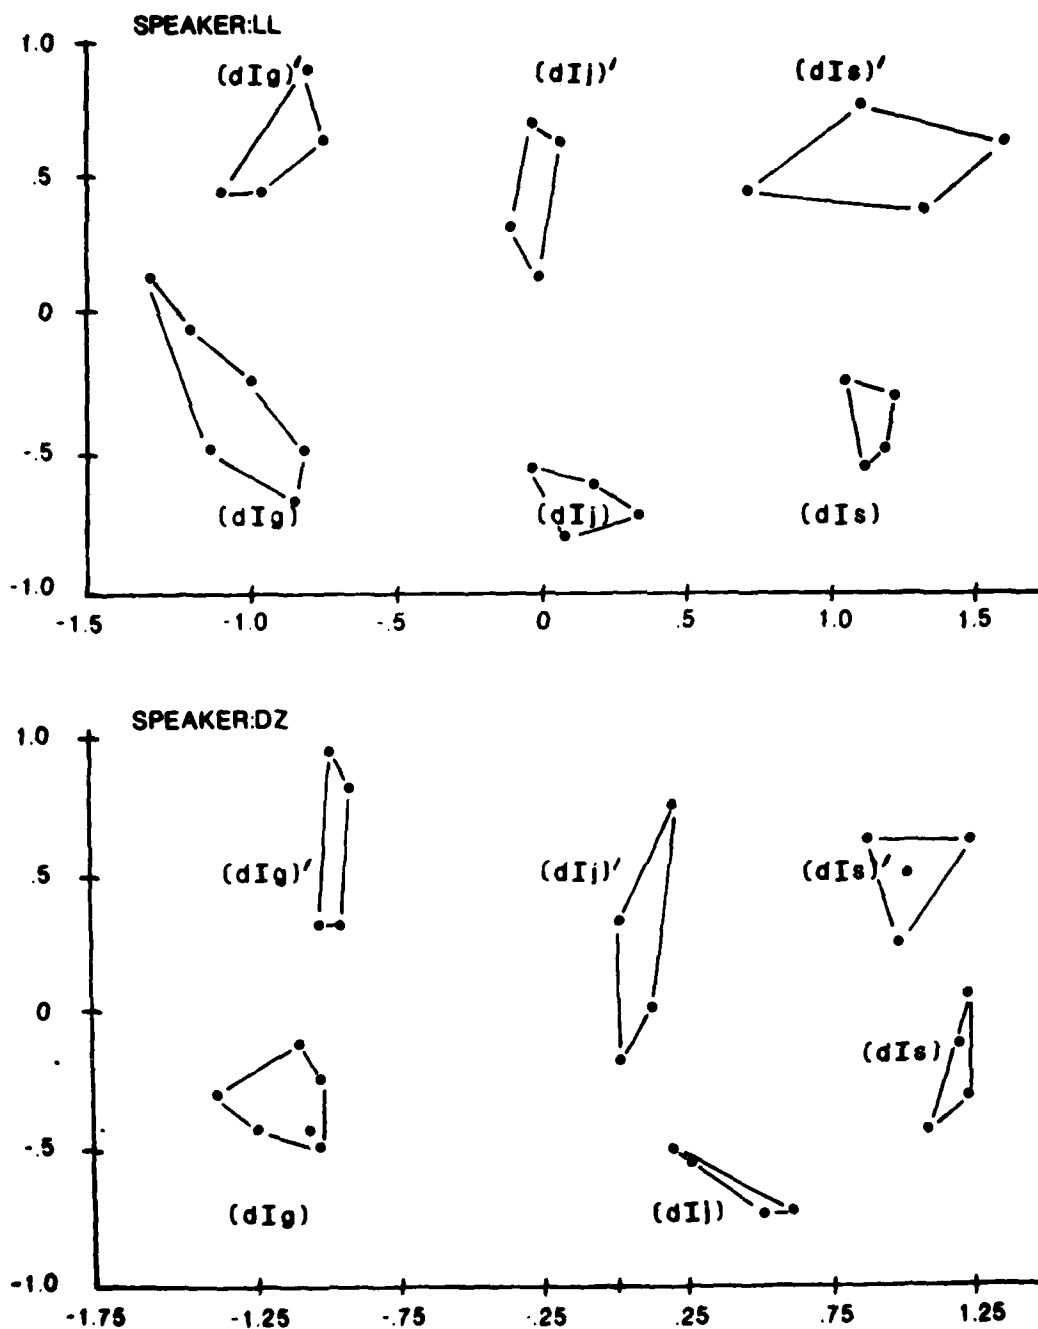 SPEAKER:LL
1.0
(dIg)′ (dIj)′ (dIs)′
.5
0
-.5
(dIg) (dIj) (dIs)
-1.0
-1.5 -1.0 -.5 0 .5 1.0 1.5
SPEAKER:DZ
1.0
(dIg)′ (dIj)′ (dIs)′
.5
0
(dIs)
-.5
(dIg) (dIj)
-1.0
-1.75 -1.25 -.75 -.25 .25 .75 1.25